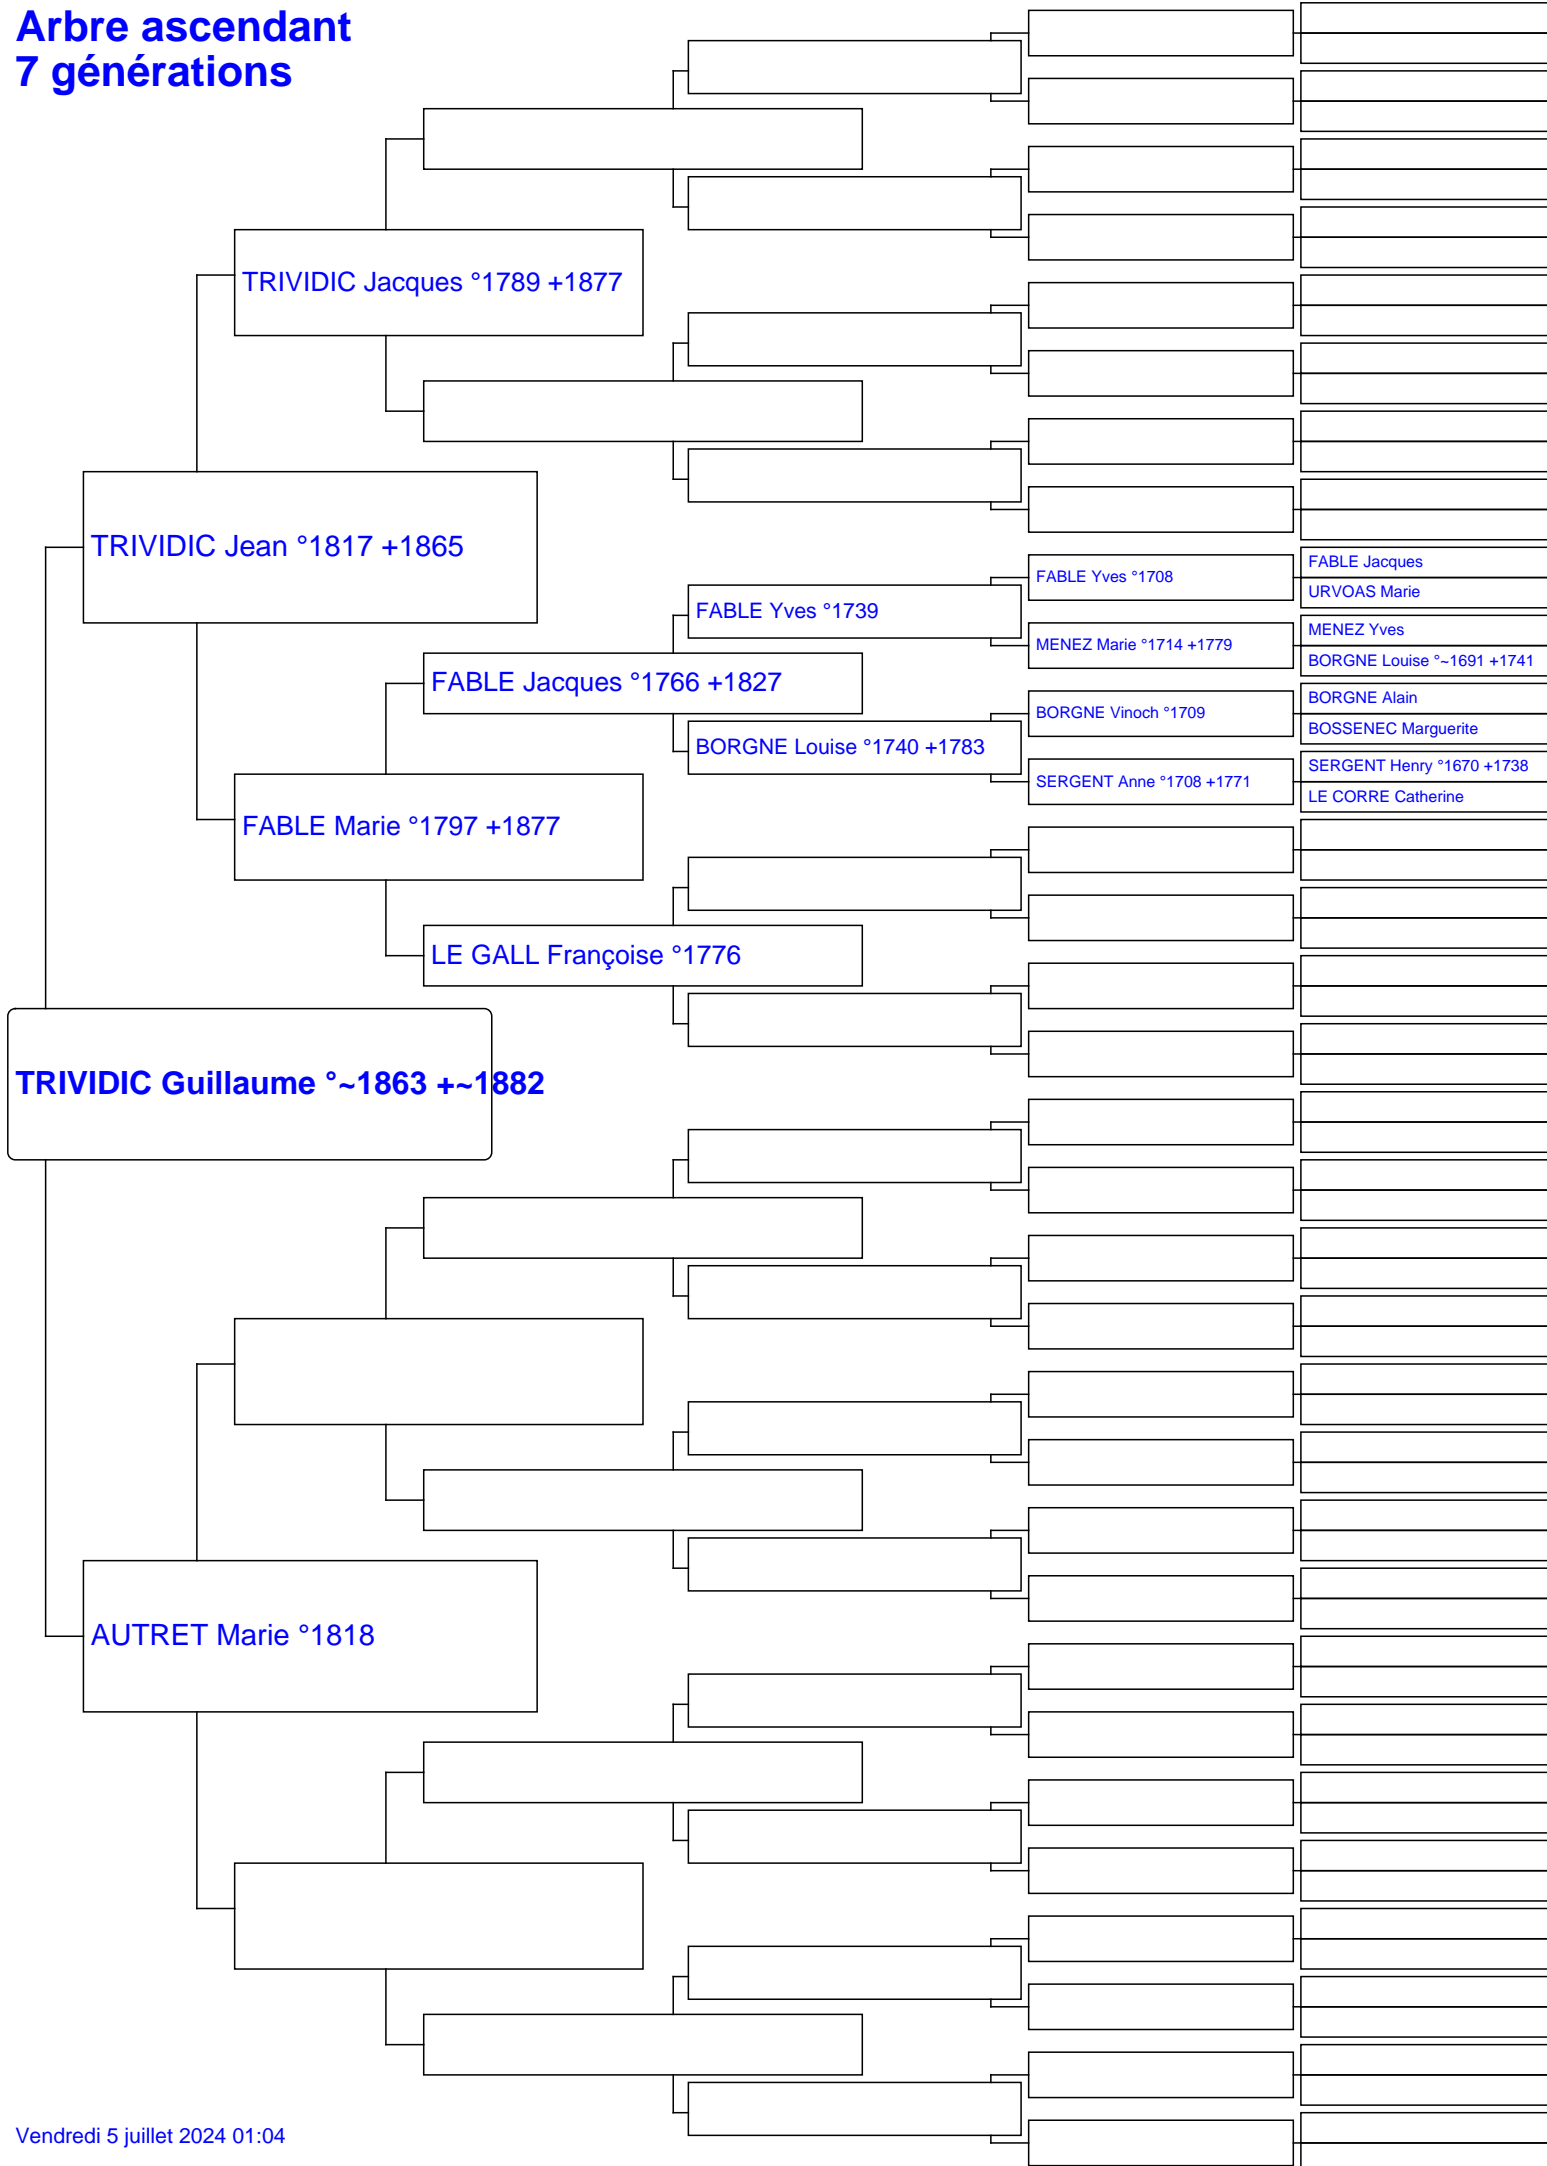 Arbre ascendant
7 générations
TRIVIDIC Jacques °1789 +1877
TRIVIDIC Jean °1817 +1865
FABLE Jacques
FABLE Yves °1708
URVOAS Marie
FABLE Yves °1739
MENEZ Yves
MENEZ Marie °1714 +1779
BORGNE Louise °~1691 +1741
FABLE Jacques °1766 +1827
BORGNE Alain
BORGNE Vinoch °1709
BOSSENEC Marguerite
BORGNE Louise °1740 +1783
SERGENT Henry °1670 +1738
SERGENT Anne °1708 +1771
LE CORRE Catherine
FABLE Marie °1797 +1877
LE GALL Françoise °1776
TRIVIDIC Guillaume °~1863 +~1882
AUTRET Marie °1818
Vendredi 5 juillet 2024 01:04